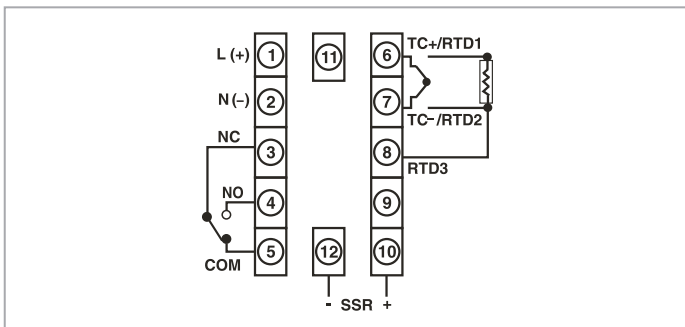 L (+) 1 11 6 TC+/RTD1
N (–) 2 7 TC–/RTD2
NC 3 8 RTD3
NO 4 9
COM 5 12 10
- SSR +